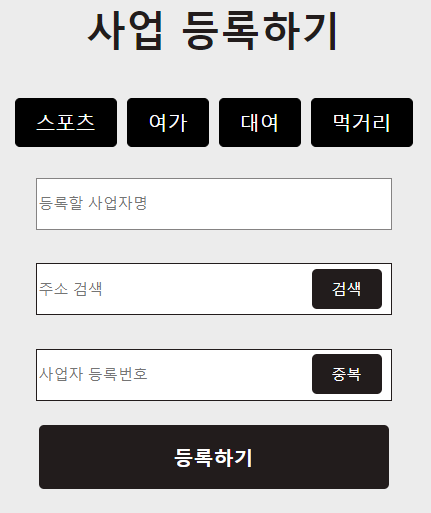 사업 등록하기
스포츠 여가 대여 먹거리
등록할 사업자명
주소 검색 검색
사업자 등록번호 중복
등록하기